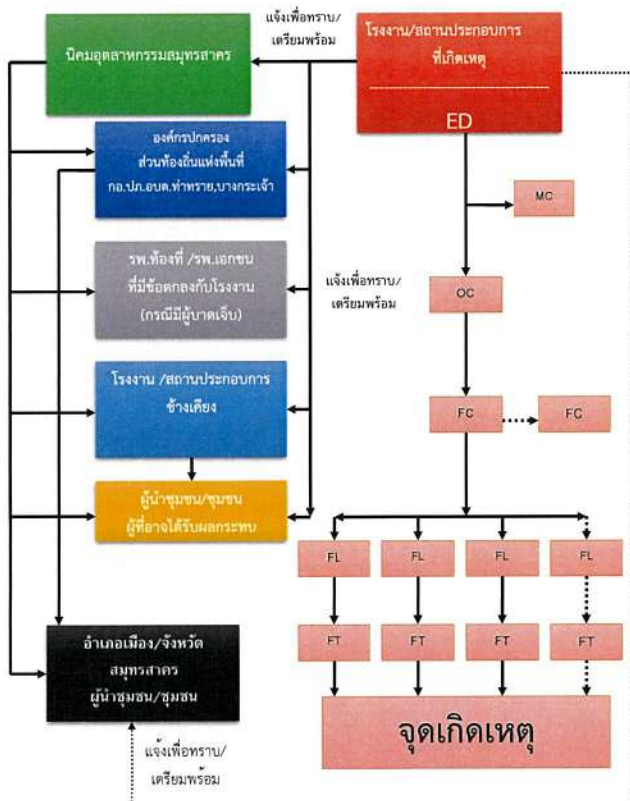 แจ้งเพื่อทราบ/
เตรียมพร้อม
นิคมอุตสาหกรรมสมุทรสาคร
โรงงาน/สถานประกอบการ
ที่เกิดเหตุ
ED
องค์กรปกครอง
ส่วนท้องถิ่นแห่งพื้นที่
กอ.ปภ.อบต.ท่าทราย,บางกระเจ้า
MC
รพ.ท้องที่ /รพ.เอกชน
ที่มีข้อตกลงกับโรงงาน
(กรณีมีผู้บาดเจ็บ)
แจ้งเพื่อทราบ/
เตรียมพร้อม
OC
โรงงาน /สถานประกอบการ
ข้างเคียง
FC
FC
ผู้นำชุมชน/ชุมชน
ผู้ที่อาจได้รับผลกระทบ
FL
FL
FL
FL
FT
FT
FT
FT
อำเภอเมือง/จังหวัด
สมุทรสาคร
ผู้นำชุมชน/ชุมชน
จุดเกิดเหตุ
แจ้งเพื่อทราบ/
เตรียมพร้อม